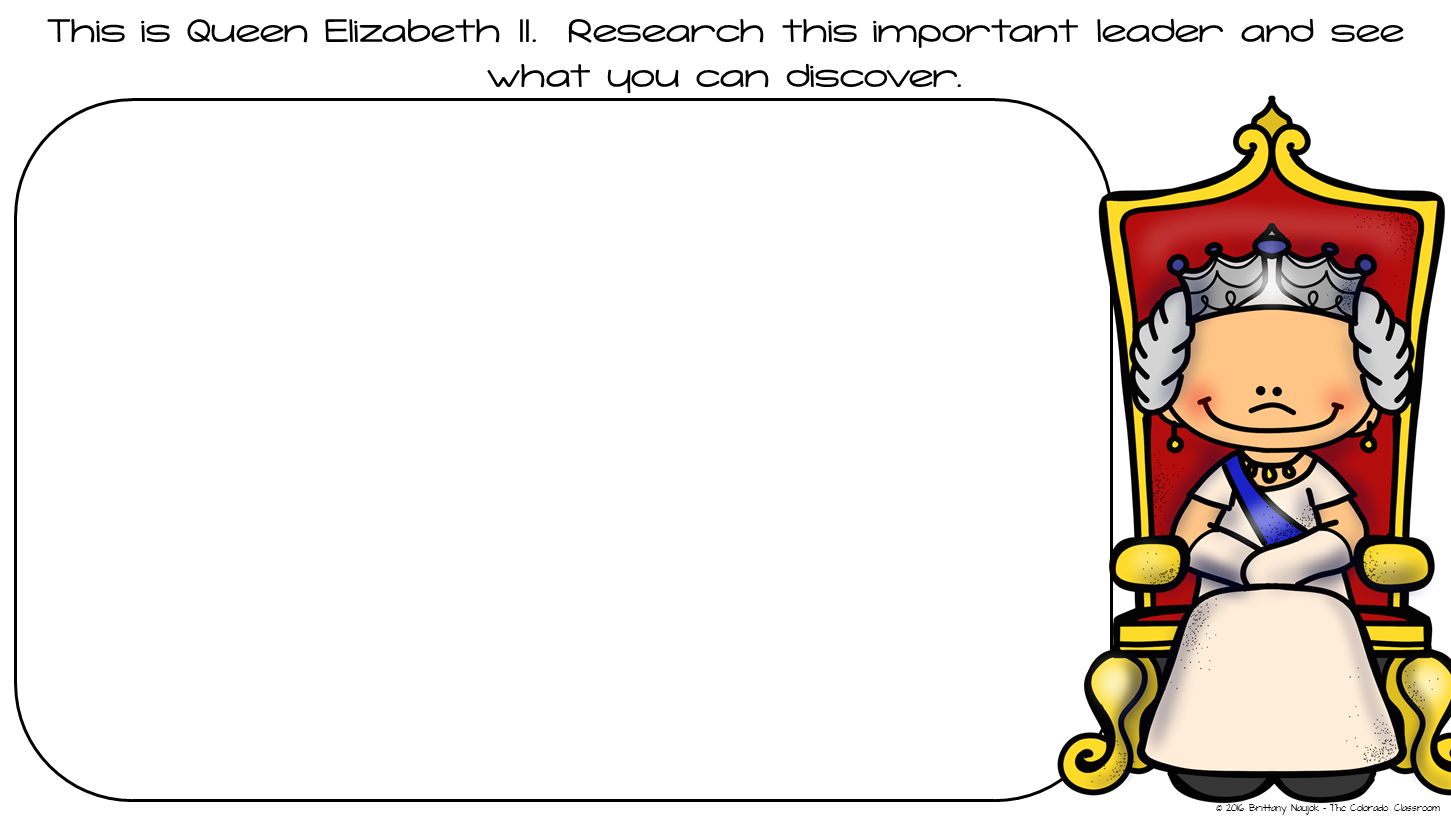 This is Queen Elizabeth II. Research this important leader and see
what you can discover.
© 2016 Brittany Naujok - The Colorado Classroom